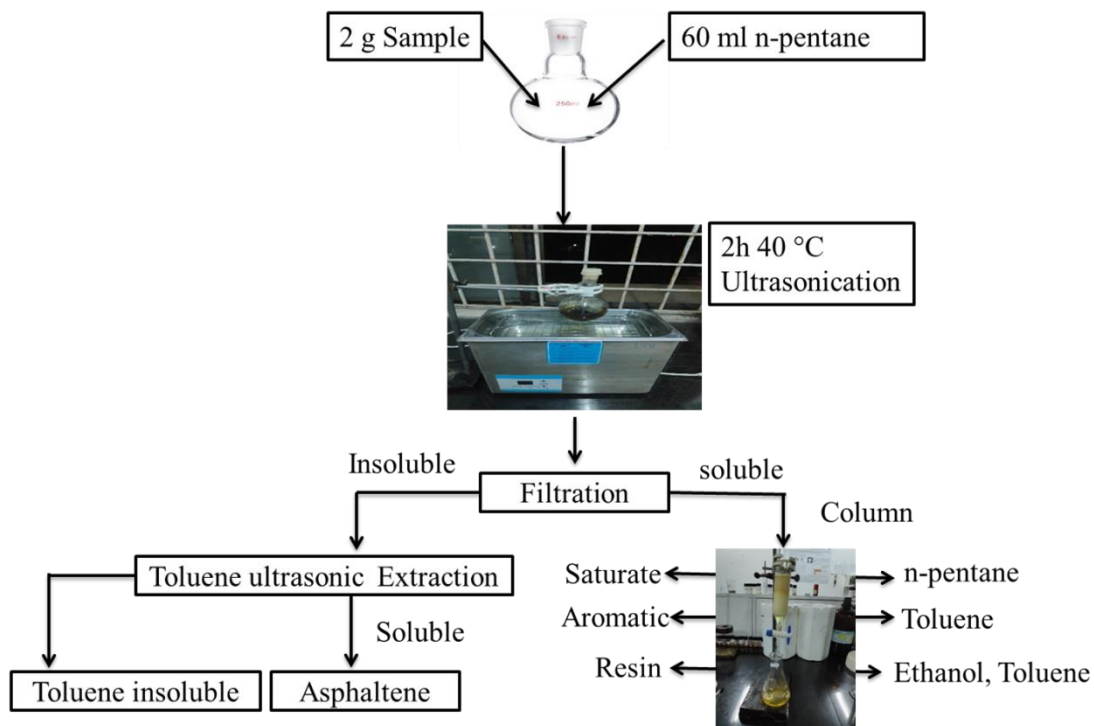 2 g Sample
60 ml n-pentane
250ml
2h 40 °C
Ultrasonication
Insoluble
soluble
Filtration
Column
Toluene ultrasonic Extraction
Saturate
n-pentane
Aromatic
Toluene
Soluble
Resin
Ethanol, Toluene
Toluene insoluble
Asphaltene